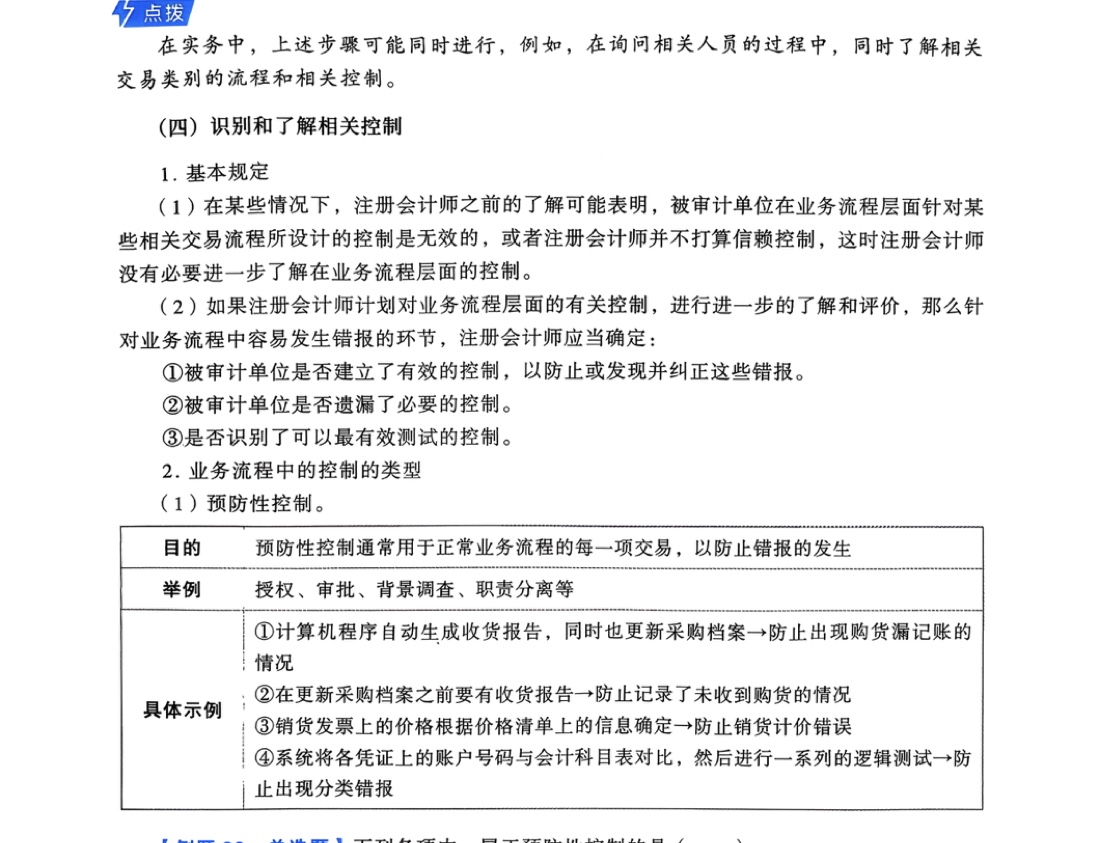 点拨
在实务中，上述步骤可能同时进行，例如，在询问相关人员的过程中，同时了解相关
交易类别的流程和相关控制。
（四）识别和了解相关控制
1. 基本规定
（1）在某些情况下，注册会计师之前的了解可能表明，被审计单位在业务流程层面针对某
些相关交易流程所设计的控制是无效的，或者注册会计师并不打算信赖控制，这时注册会计师
没有必要进一步了解在业务流程层面的控制。
（2）如果注册会计师计划对业务流程层面的有关控制，进行进一步的了解和评价，那么针
对业务流程中容易发生错报的环节，注册会计师应当确定：
①被审计单位是否建立了有效的控制，以防止或发现并纠正这些错报。
②被审计单位是否遗漏了必要的控制。
③是否识别了可以最有效测试的控制。
2. 业务流程中的控制的类型
（1）预防性控制。
目的 预防性控制通常用于正常业务流程的每一项交易，以防止错报的发生
举例 授权、审批、背景调查、职责分离等
具体示例
①计算机程序自动生成收货报告，同时也更新采购档案→防止出现购货漏记账的
情况
②在更新采购档案之前要有收货报告→防止记录了未收到购货的情况
③销货发票上的价格根据价格清单上的信息确定→防止销货计价错误
④系统将各凭证上的账户号码与会计科目表对比，然后进行一系列的逻辑测试→防
止出现分类错报